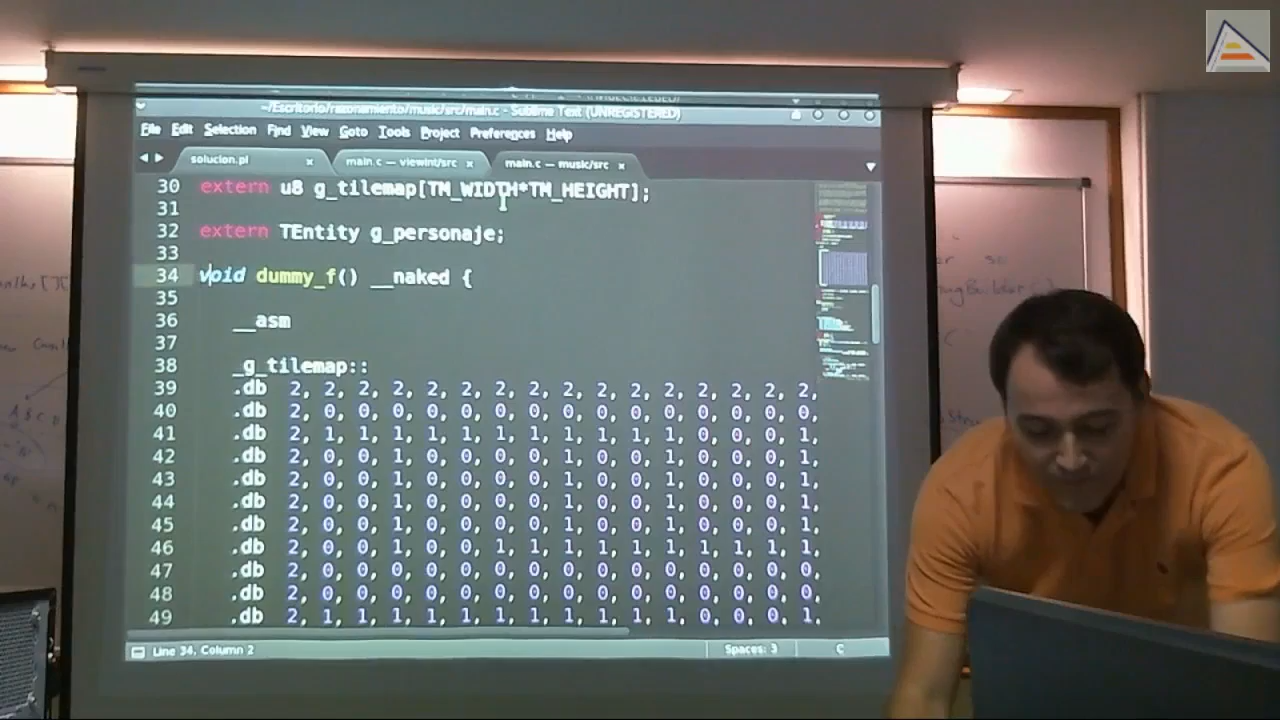 ~/Escritorio/razonamiento/music/src/main.c - Sublime Text (UNREGISTERED)
File Edit Selection Find View Goto Tools Project Preferences Help
solucion.pl × main.c — viewint/src × main.c — music/src ×
30 extern u8 g_tilemap[TM_WIDTH*TM_HEIGHT];
31
32 extern TEntity g_personaje;
33
34 void dummy_f() __naked {
35
36 __asm
37
38 _g_tilemap::
39 .db 2, 2, 2, 2, 2, 2, 2, 2, 2, 2, 2, 2, 2, 2, 2, 2,
40 .db 2, 0, 0, 0, 0, 0, 0, 0, 0, 0, 0, 0, 0, 0, 0, 0,
41 .db 2, 1, 1, 1, 1, 1, 1, 1, 1, 1, 1, 1, 0, 0, 0, 1,
42 .db 2, 0, 0, 1, 0, 0, 0, 0, 1, 0, 0, 1, 0, 0, 0, 1,
43 .db 2, 0, 0, 1, 0, 0, 0, 0, 1, 0, 0, 1, 0, 0, 0, 1,
44 .db 2, 0, 0, 1, 0, 0, 0, 0, 1, 0, 0, 1, 0, 0, 0, 1,
45 .db 2, 0, 0, 1, 0, 0, 0, 0, 1, 0, 0, 1, 0, 0, 0, 1,
46 .db 2, 0, 0, 1, 0, 0, 1, 1, 1, 1, 1, 1, 1, 1, 1, 1,
47 .db 2, 0, 0, 0, 0, 0, 0, 0, 0, 0, 0, 0, 0, 0, 0, 0,
48 .db 2, 0, 0, 0, 0, 0, 0, 0, 0, 0, 0, 0, 0, 0, 0, 0,
49 .db 2, 1, 1, 1, 1, 1, 1, 1, 1, 1, 1, 1, 0, 0, 0, 1,
Line 34, Column 2 Spaces: 3 C